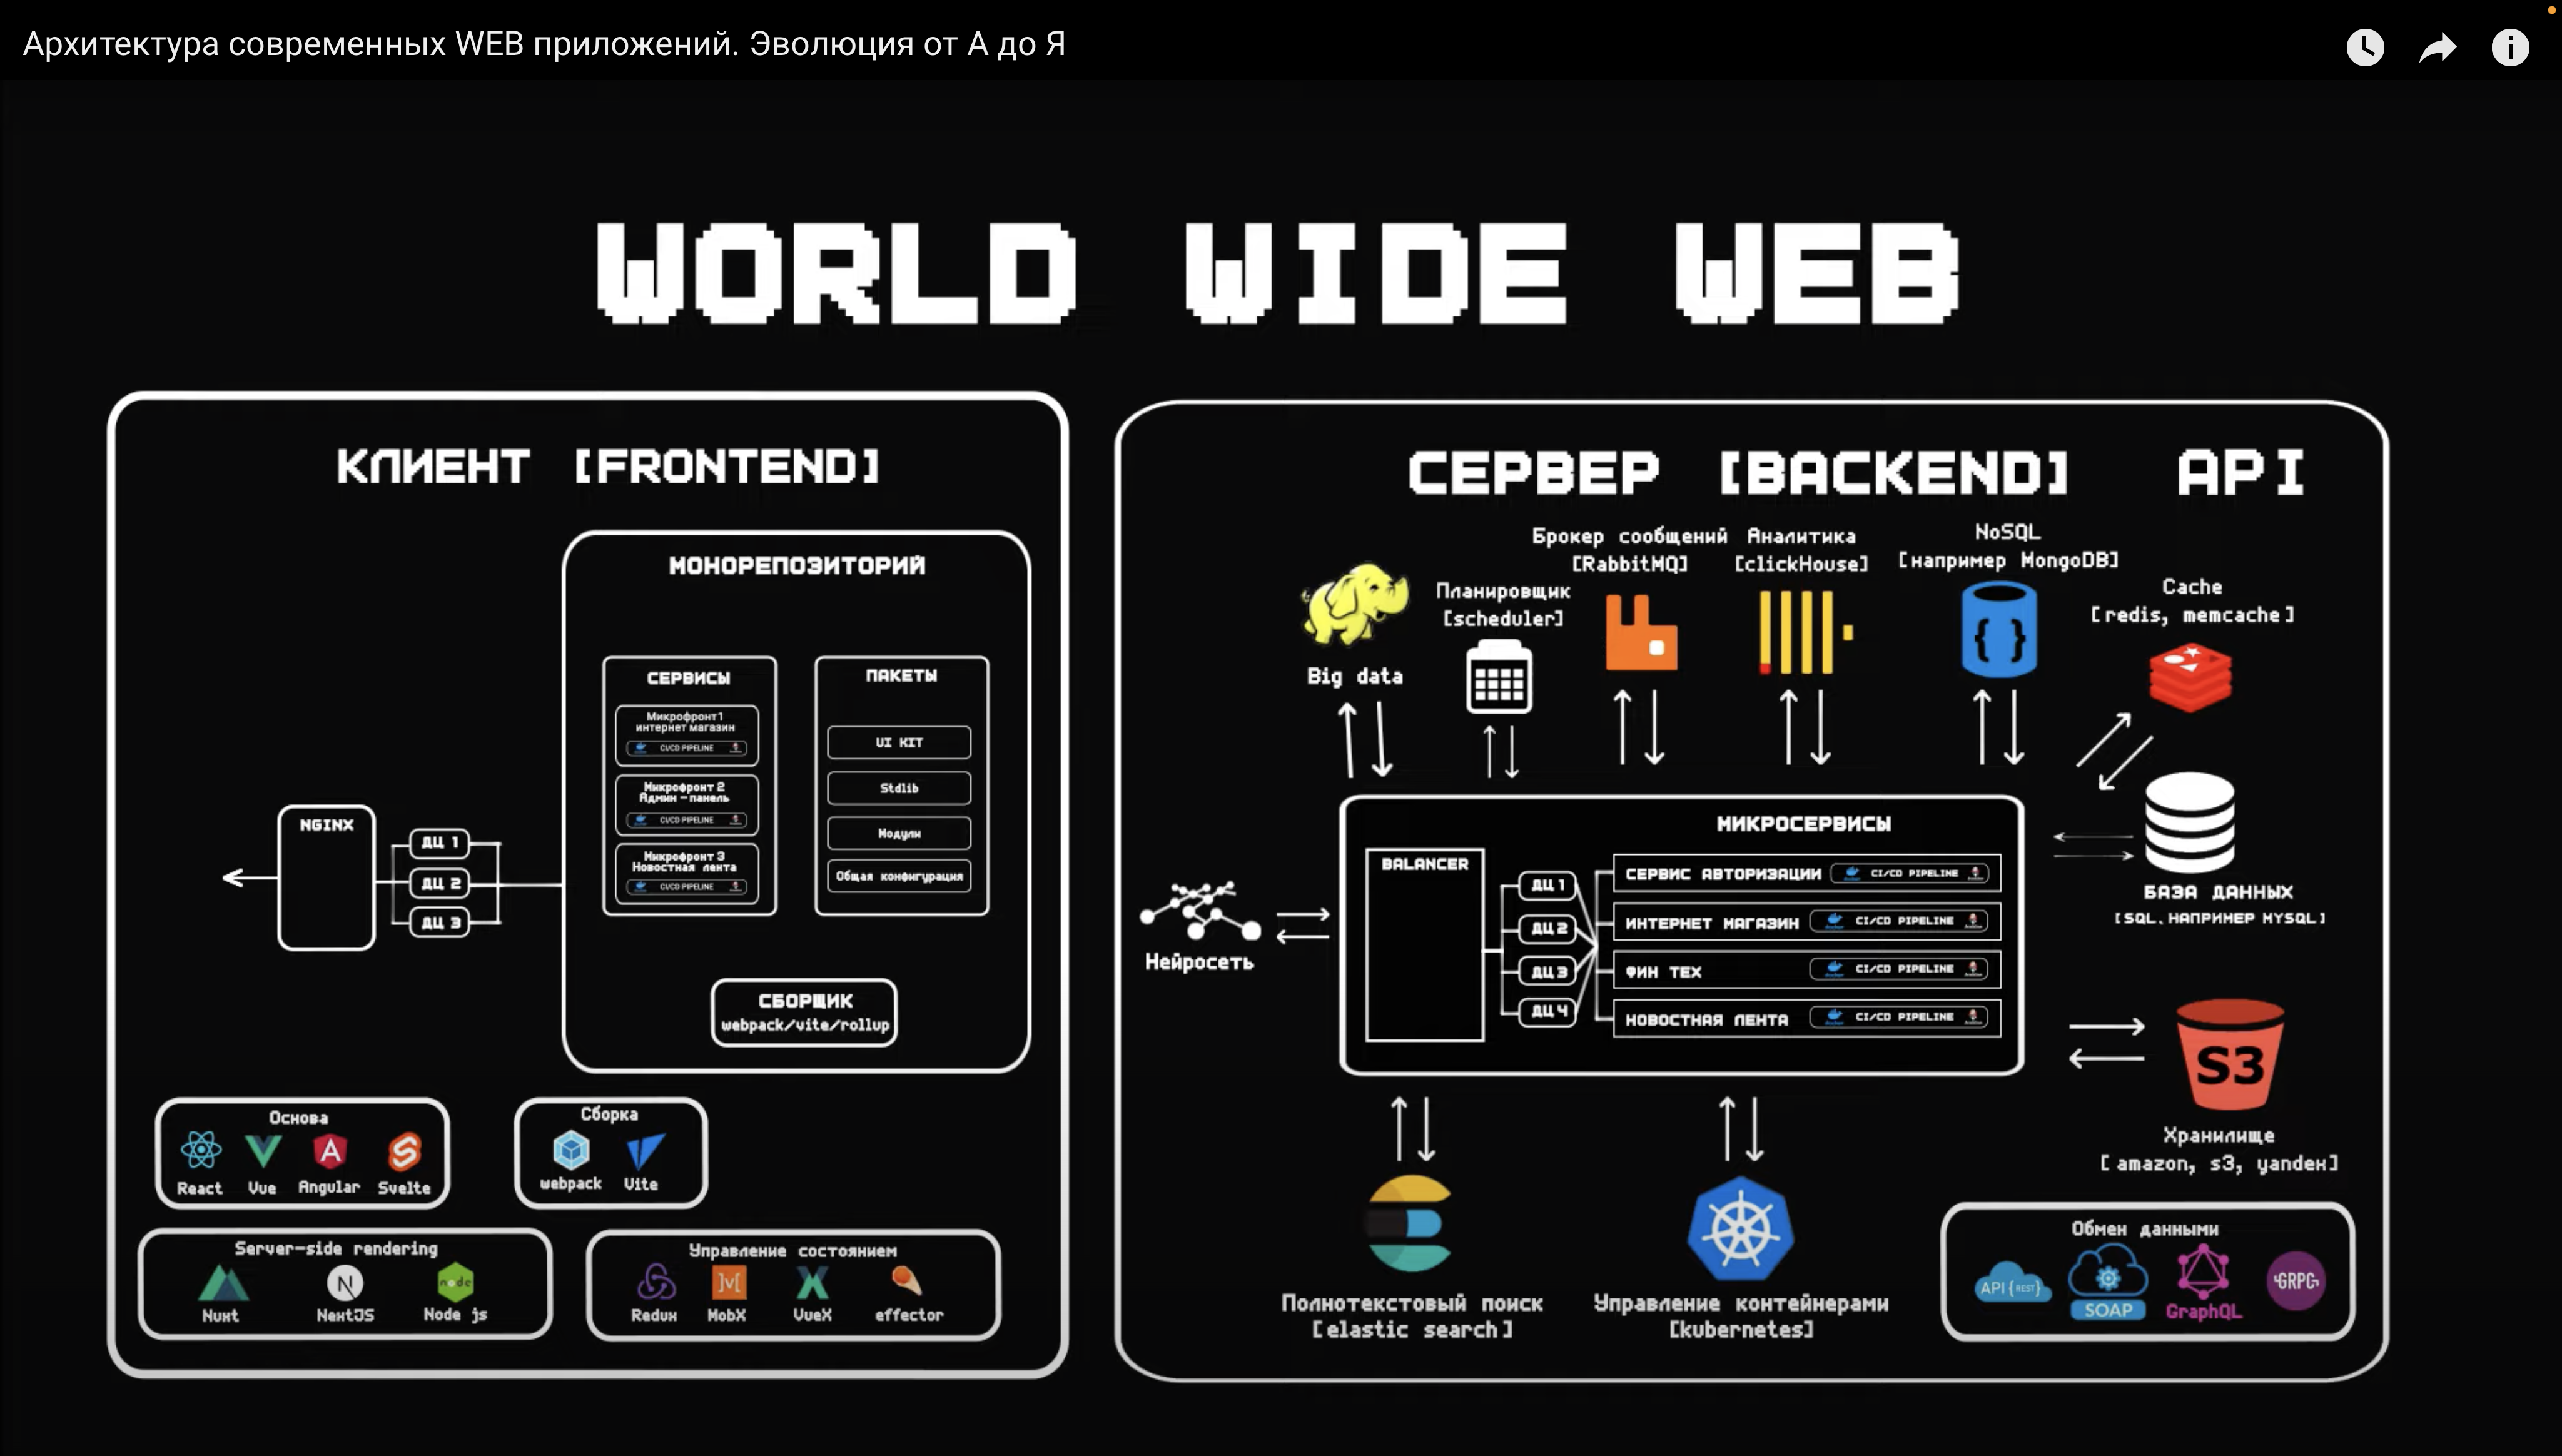 Архитектура современных WEB приложений. Эволюция от А до Я
WORLD WIDE WEB
КЛИЕНТ [FRONTEND]
МОНОРЕПОЗИТОРИЙ
СЕРВИСЫ
Микрофронт1
интернет магазин
CI/CD PIPELINE
Микрофронт 2
Админ-панель
CI/CD PIPELINE
Микрофронт 3
Новостная лента
CI/CD PIPELINE
ПАКЕТЫ
UI KIT
Stdlib
Модули
Общая конфигурация
NGINX
ДЦ 1
ДЦ 2
ДЦ 3
СБОРЩИК
webpack/vite/rollup
Основа
React
Vue
Angular
Svelte
Сборка
webpack
Vite
Server-side rendering
N
node
Nuxt
NextJS
Node js
Управление состоянием
]M[
Redux
MobX
VueX
effector
СЕРВЕР [BACKEND] API
Big data
Планировщик
[scheduler]
Брокер сообщений
[RabbitMQ]
Аналитика
[clickHouse]
NoSQL
[например MongoDB]
{ }
Cache
[redis, memcache]
БАЗА ДАННЫХ
[SQL, НАПРИМЕР MYSQL]
Нейросеть
МИКРОСЕРВИСЫ
BALANCER
ДЦ 1
ДЦ 2
ДЦ 3
ДЦ 4
СЕРВИС АВТОРИЗАЦИИ CI/CD PIPELINE
ИНТЕРНЕТ МАГАЗИН CI/CD PIPELINE
ФИН ТЕХ CI/CD PIPELINE
НОВОСТНАЯ ЛЕНТА CI/CD PIPELINE
S3
Хранилище
[amazon, s3, yandex]
Полнотекстовый поиск
[elastic search]
Управление контейнерами
[kubernetes]
Обмен данными
API {REST}
SOAP
GraphQL
GRPC